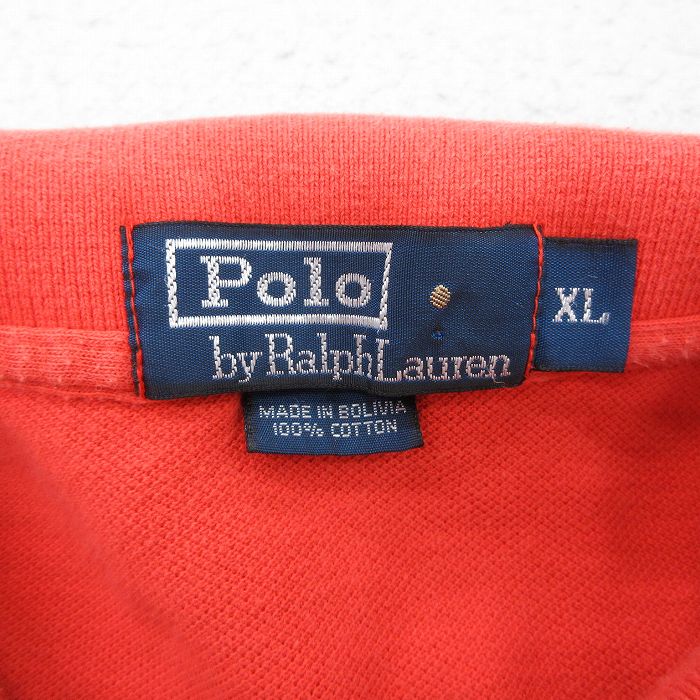 Polo
by Ralph Lauren
XL
MADE IN BOLIVIA
100% COTTON